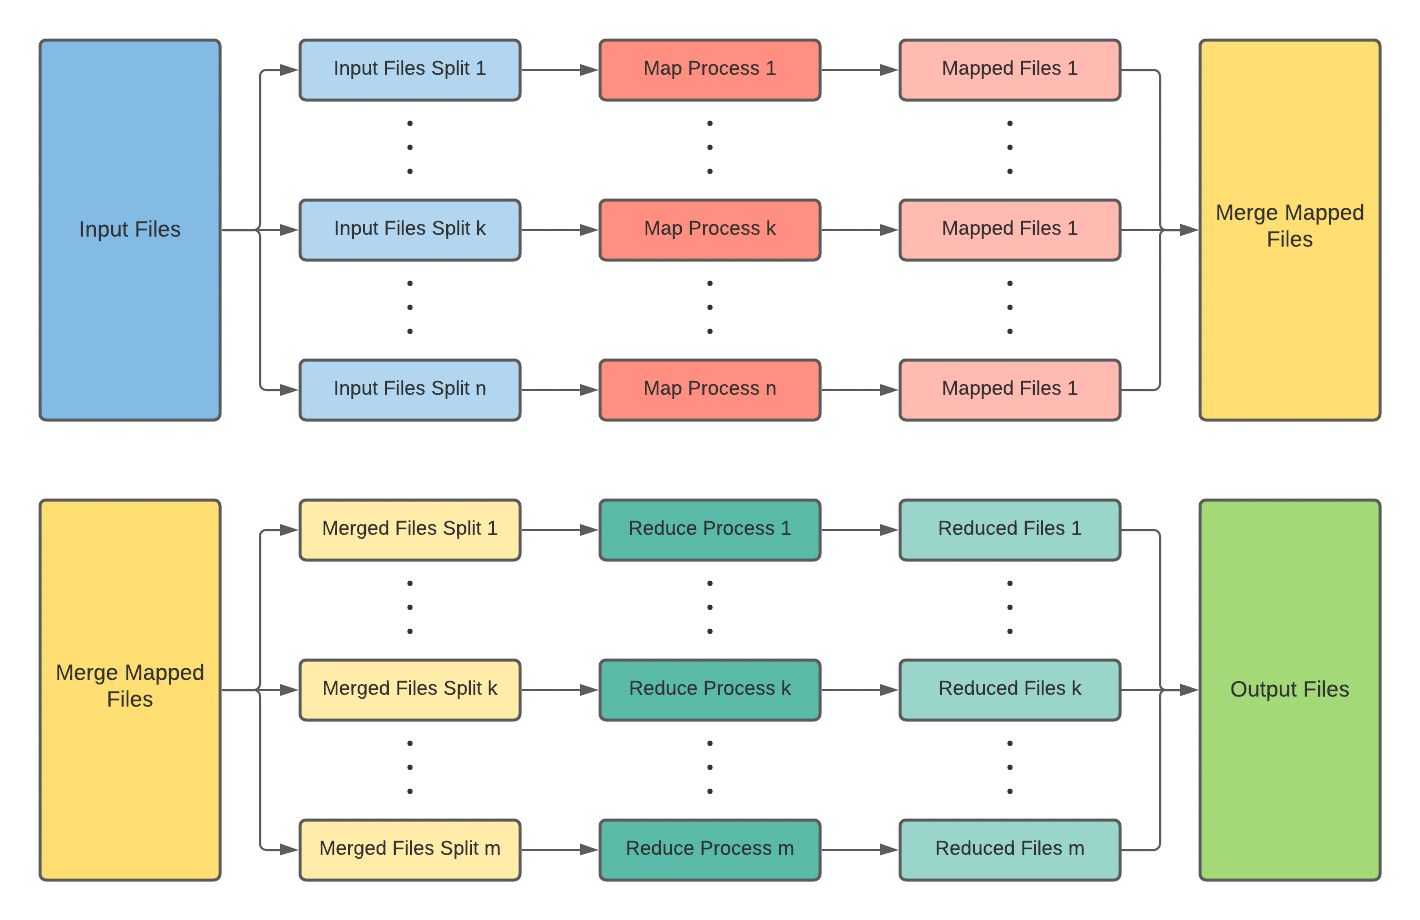 Input Files
Input Files Split 1
Map Process 1
Mapped Files 1
Input Files Split k
Map Process k
Mapped Files 1
Input Files Split n
Map Process n
Mapped Files 1
Merge Mapped
Files
Merge Mapped
Files
Merged Files Split 1
Reduce Process 1
Reduced Files 1
Merged Files Split k
Reduce Process k
Reduced Files k
Merged Files Split m
Reduce Process m
Reduced Files m
Output Files